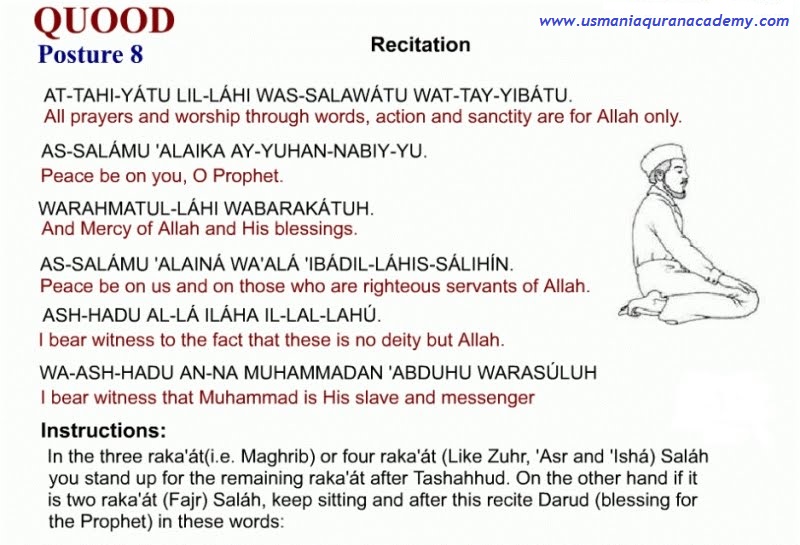 QUOOD
www.usmaniaquranacademy.com
Posture 8
Recitation
AT-TAHI-YÁTU LIL-LÁHI WAS-SALAWÁTU WAT-TAY-YIBÁTU.
All prayers and worship through words, action and sanctity are for Allah only.
AS-SALÁMU 'ALAIKA AY-YUHAN-NABIY-YU.
Peace be on you, O Prophet.
WARAHMATUL-LÁHI WABARAKÁTUH.
And Mercy of Allah and His blessings.
AS-SALÁMU 'ALAINÁ WA'ALÁ 'IBÁDIL-LÁHIS-SÁLIHÍN.
Peace be on us and on those who are righteous servants of Allah.
ASH-HADU AL-LÁ ILÁHA IL-LAL-LAHÚ.
I bear witness to the fact that these is no deity but Allah.
WA-ASH-HADU AN-NA MUHAMMADAN 'ABDUHU WARASÚLUH
I bear witness that Muhammad is His slave and messenger
Instructions:
In the three raka'át(i.e. Maghrib) or four raka'át (Like Zuhr, 'Asr and 'Ishá) Saláh
you stand up for the remaining raka'át after Tashahhud. On the other hand if it
is two raka'át (Fajr) Saláh, keep sitting and after this recite Darud (blessing for
the Prophet) in these words: